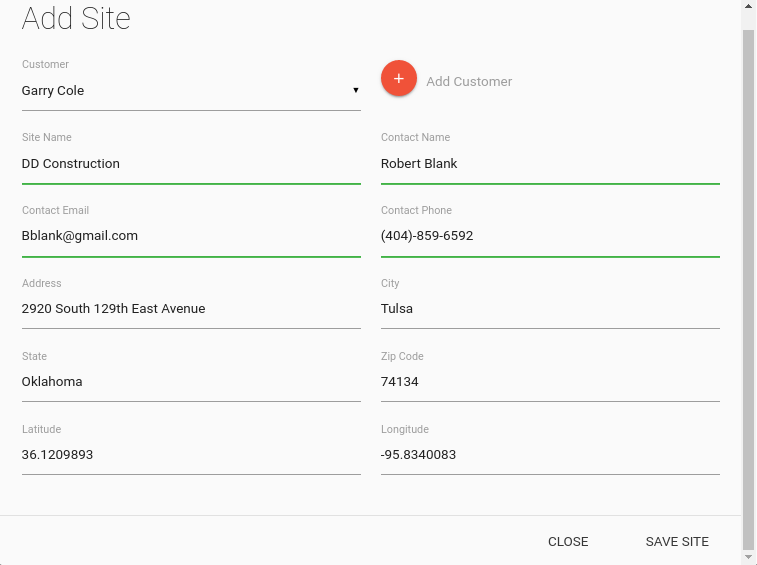 Add Site
Customer
Garry Cole ▼
+ Add Customer
Site Name
DD Construction
Contact Name
Robert Blank
Contact Email
Bblank@gmail.com
Contact Phone
(404)-859-6592
Address
2920 South 129th East Avenue
City
Tulsa
State
Oklahoma
Zip Code
74134
Latitude
36.1209893
Longitude
-95.8340083
CLOSE
SAVE SITE